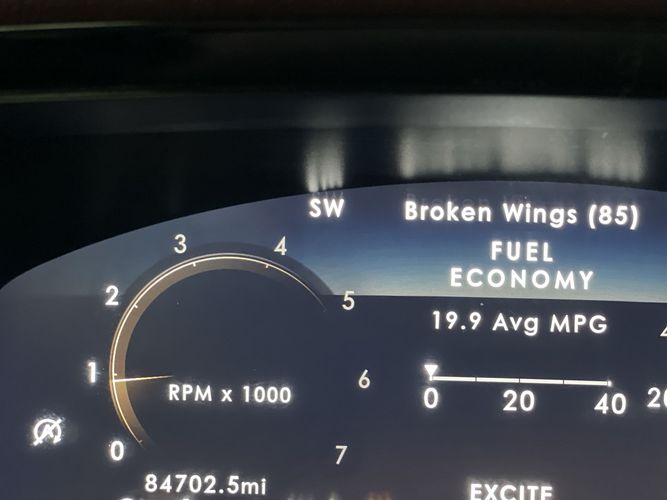 SW
Broken Wings (85)
FUEL
ECONOMY
19.9 Avg MPG
0 20 40
0 1 2 3 4 5 6 7
RPM x 1000
84702.5mi
EXCITE